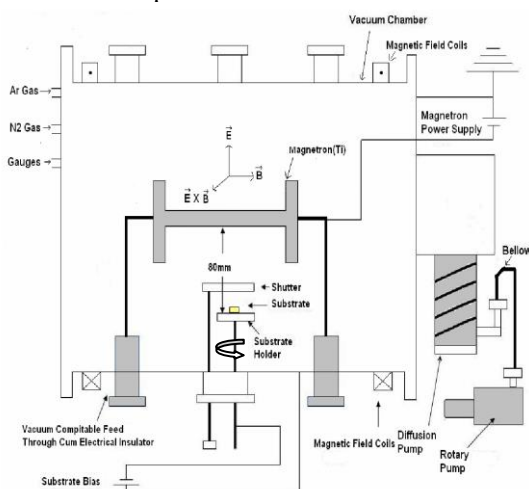 Vacuum Chamber
Magnetic Field Coils
Ar Gas
N2 Gas
Gauges
Magnetron
Power Supply
E
B
E X B
Magnetron(Ti)
Bellow
80mm
Shutter
Substrate
Substrate
Holder
Vacuum Compitable Feed
Through Cum Electrical Insulator
Magnetic Field Coils
Diffusion
Pump
Rotary
Pump
Substrate Bias